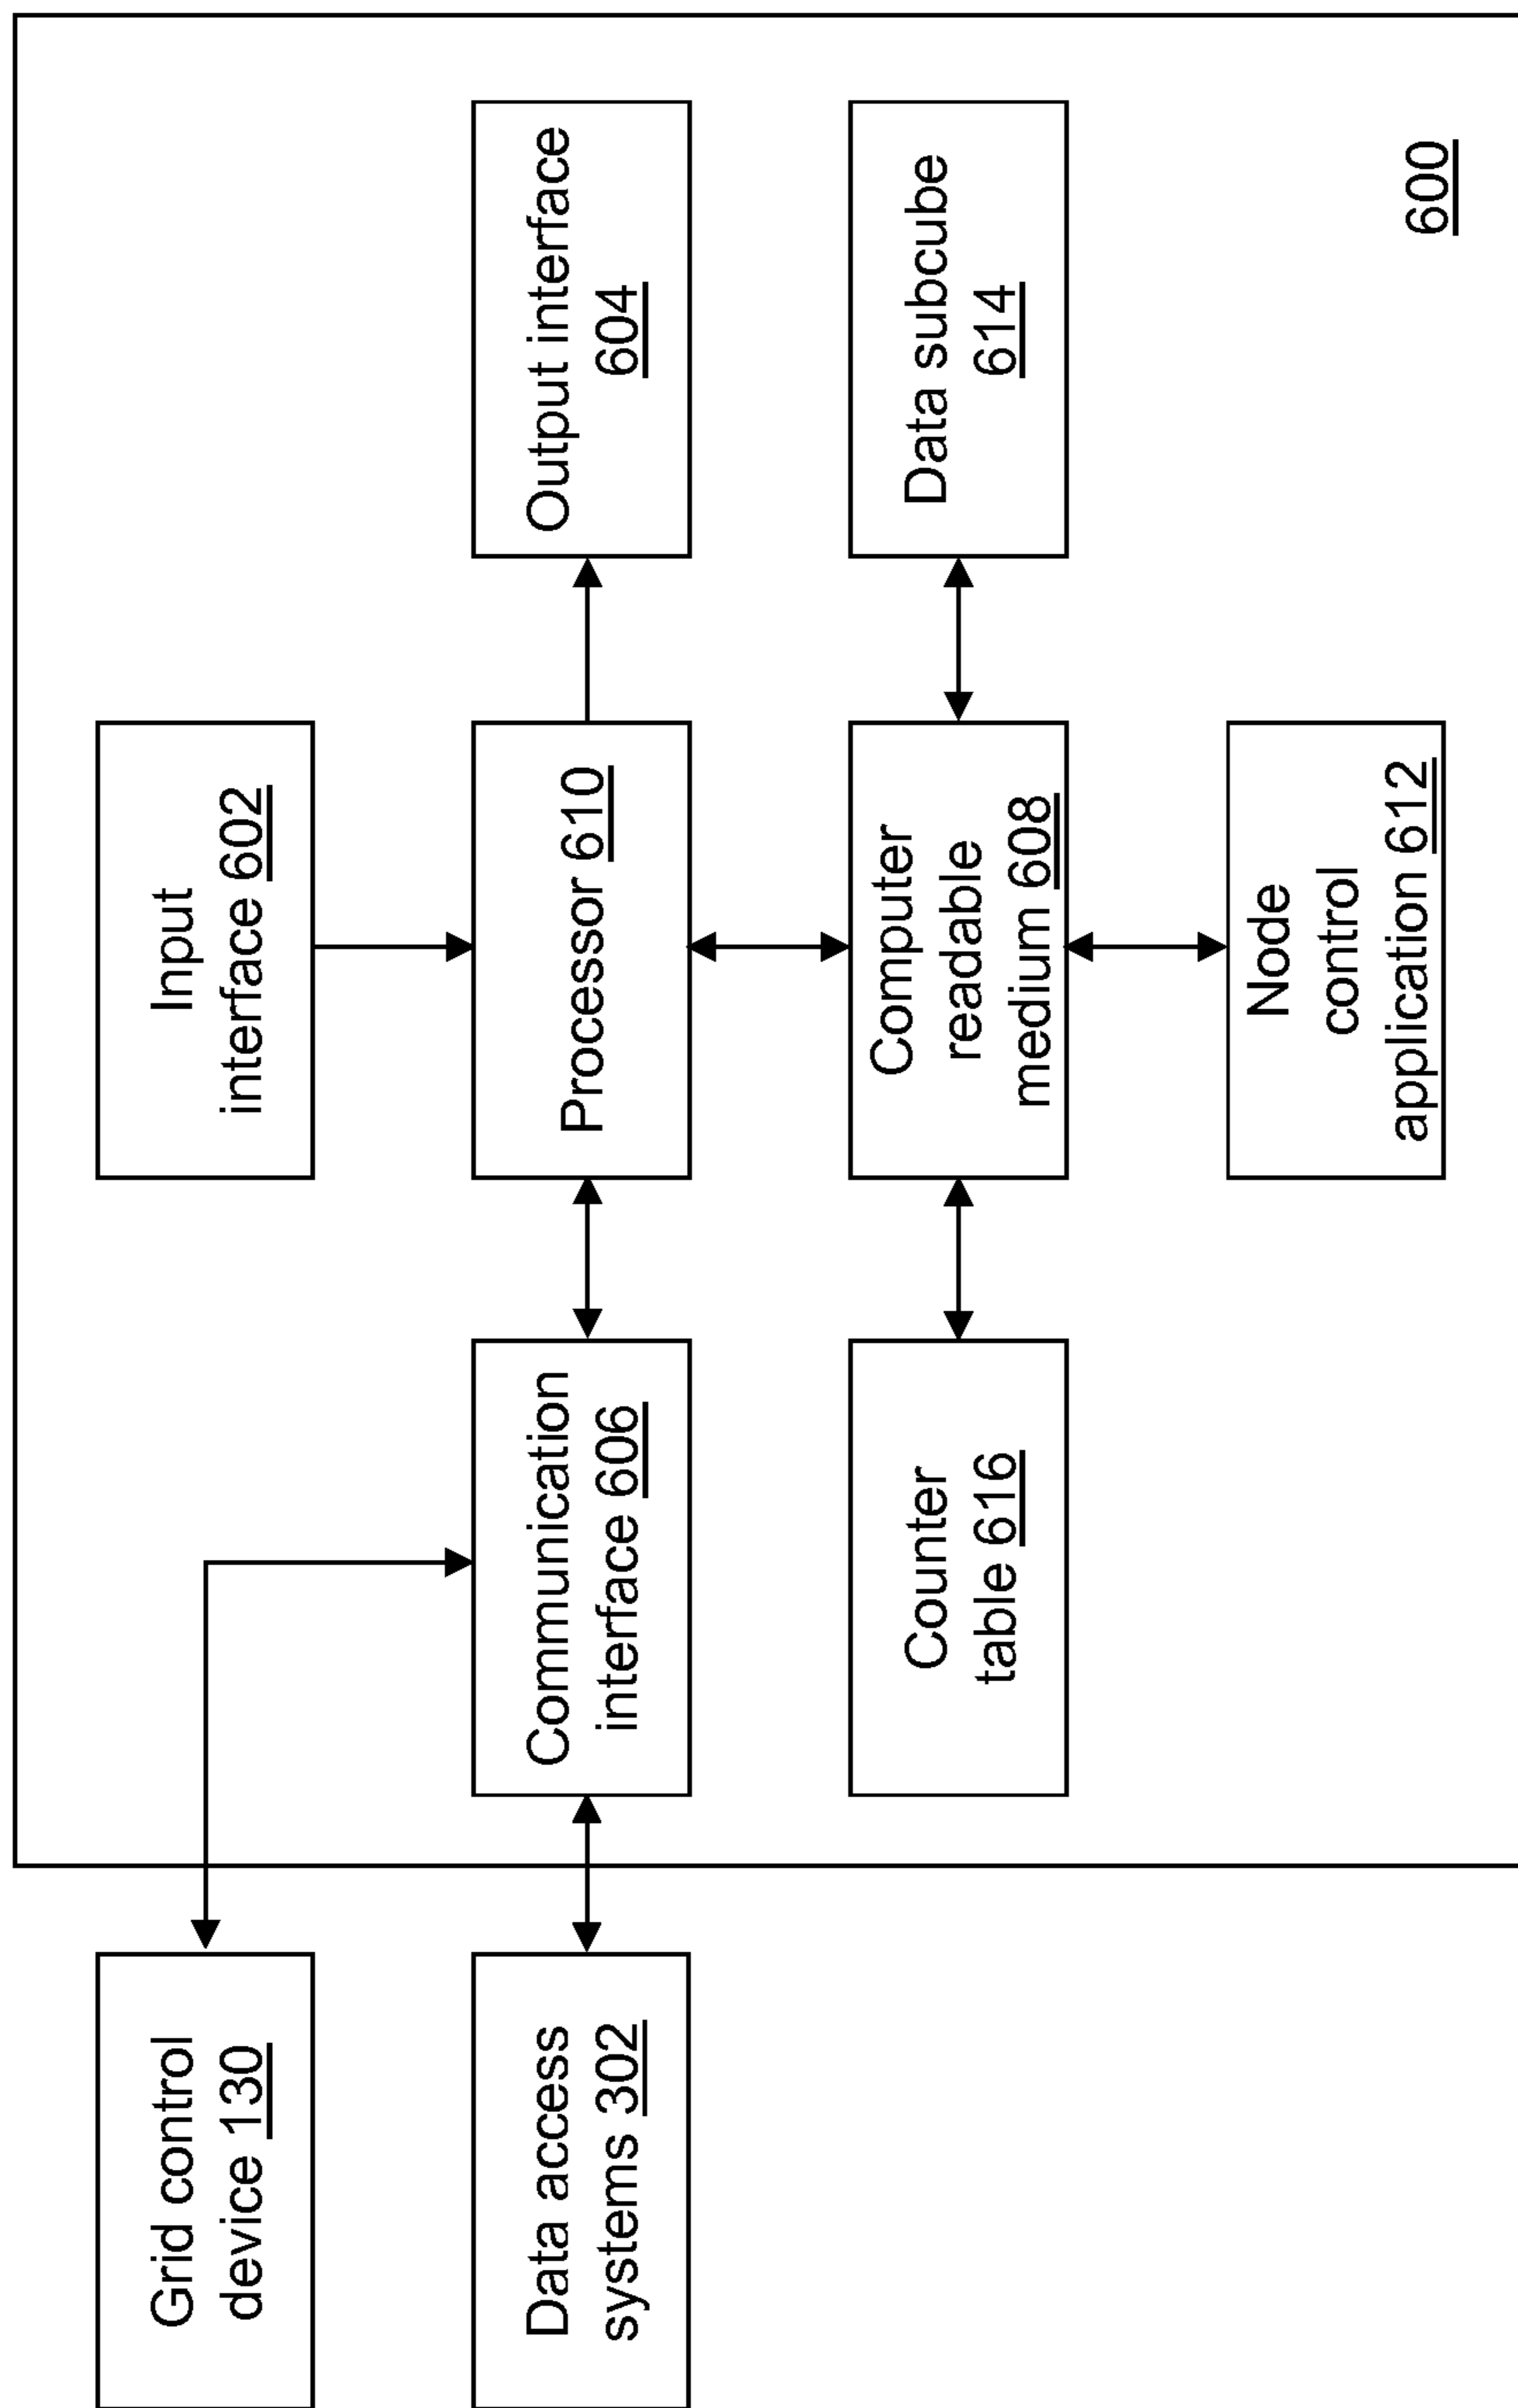 Grid control
device 130
Input
interface 602
Data access
systems 302
Communication
interface 606
Processor 610
Output interface
604
Counter
table 616
Computer
readable
medium 608
Data subcube
614
Node
control
application 612
600